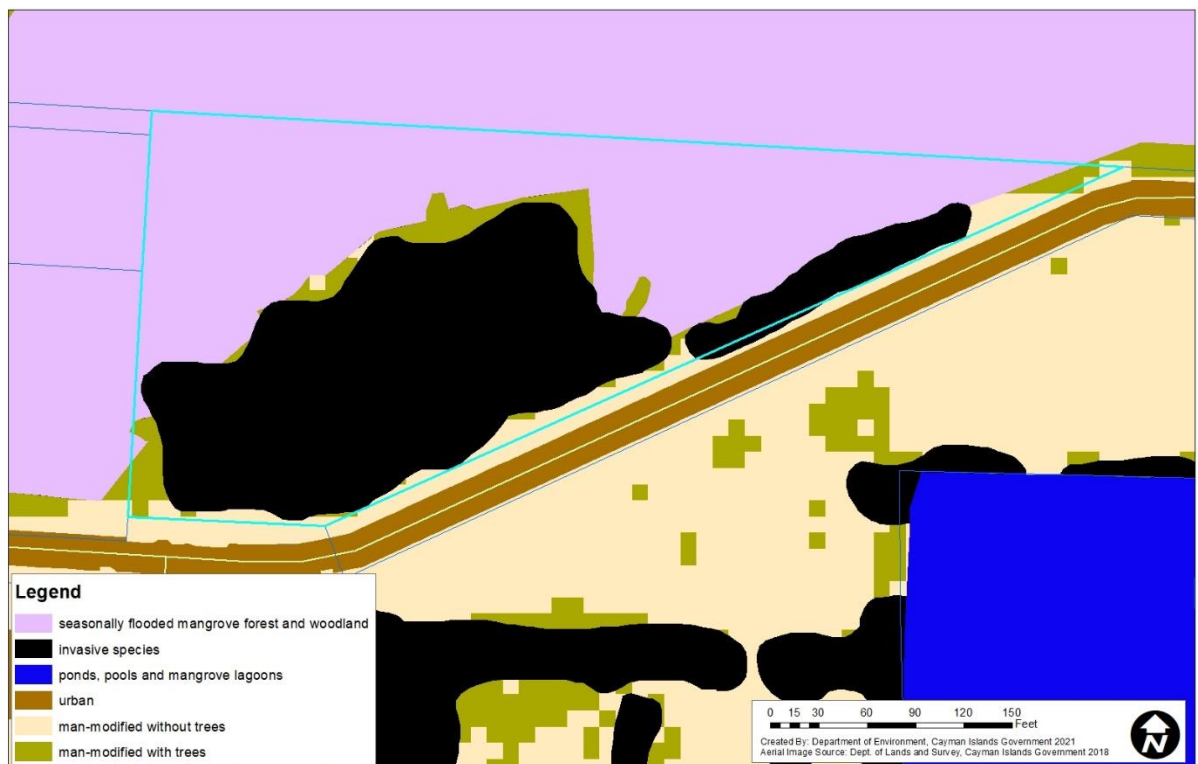 Legend
seasonally flooded mangrove forest and woodland
invasive species
ponds, pools and mangrove lagoons
urban
man-modified without trees
man-modified with trees
0 15 30 60 90 120 150
Feet
Created By: Department of Environment, Cayman Islands Government 2021
Aerial Image Source: Dept. of Lands and Survey, Cayman Islands Government 2018
N